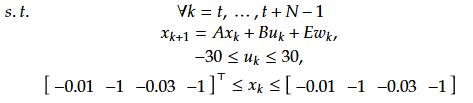 s.t. ∀k = t, …, t + N − 1
x_{k+1} = Ax_k + Bu_k + Ew_k,
−30 ≤ u_k ≤ 30,
[ −0.01 −1 −0.03 −1 ]^⊤ ≤ x_k ≤ [ −0.01 −1 −0.03 −1 ]